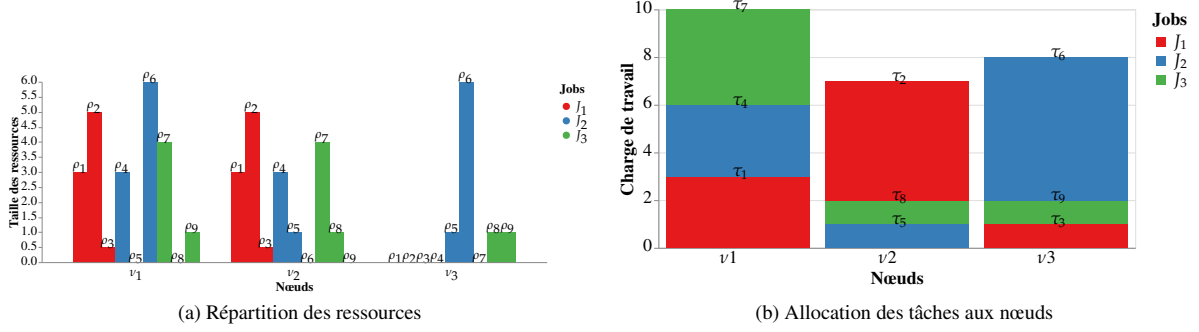 Taille des ressources
6.0
5.5
5.0
4.5
4.0
3.5
3.0
2.5
2.0
1.5
1.0
0.5
0.0
ρ1
ρ2
ρ3
ρ4
ρ5
ρ6
ρ7
ρ8
ρ9
ρ1
ρ2
ρ3
ρ4
ρ5
ρ6
ρ7
ρ8
ρ9
ρ1ρ2ρ3ρ4
ρ5
ρ6
ρ7
ρ8ρ9
ν1
ν2
ν3
Nœuds
Jobs
J1
J2
J3
(a) Répartition des ressources
Charge de travail
10
8
6
4
2
0
τ7
τ4
τ1
τ2
τ8
τ5
τ6
τ9
τ3
ν1
ν2
ν3
Nœuds
Jobs
J1
J2
J3
(b) Allocation des tâches aux nœuds